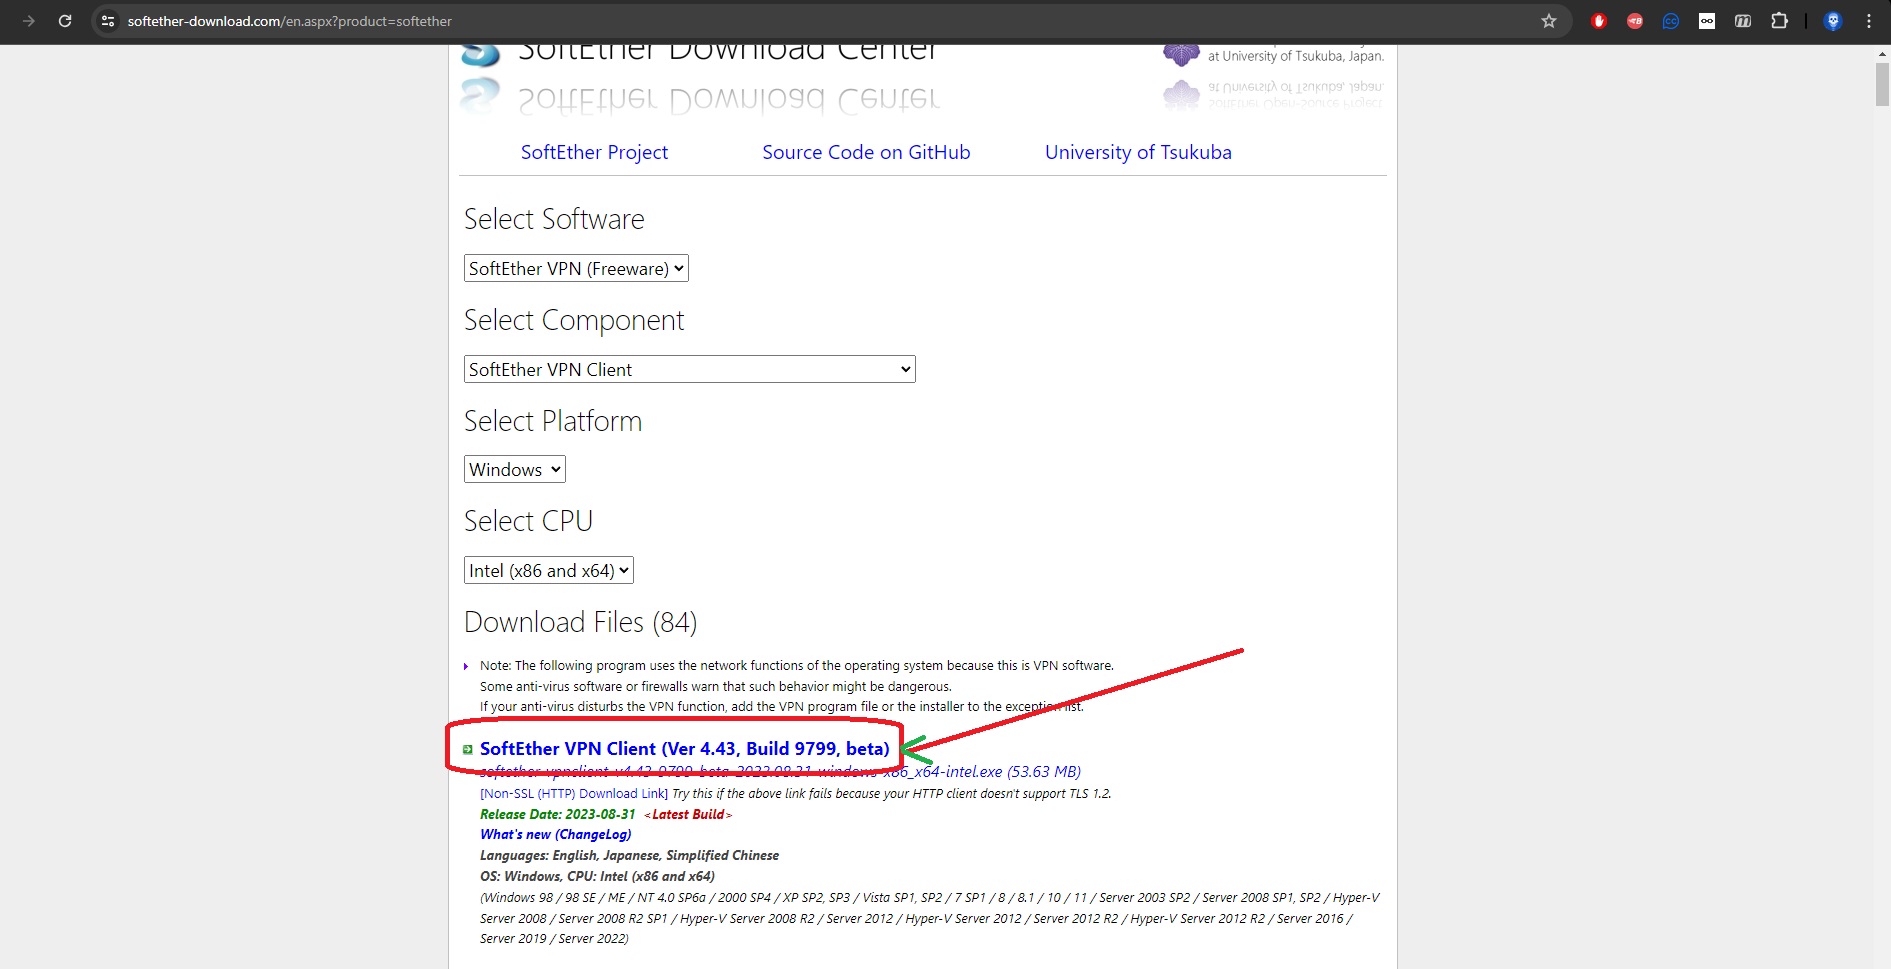 softether-download.com/en.aspx?product=softether
SoftEther Download Center
at University of Tsukuba, Japan.
SoftEther Project
Source Code on GitHub
University of Tsukuba
Select Software
SoftEther VPN (Freeware)
Select Component
SoftEther VPN Client
Select Platform
Windows
Select CPU
Intel (x86 and x64)
Download Files (84)
Note: The following program uses the network functions of the operating system because this is VPN software.
Some anti-virus software or firewalls warn that such behavior might be dangerous.
If your anti-virus disturbs the VPN function, add the VPN program file or the installer to the exception list.
SoftEther VPN Client (Ver 4.43, Build 9799, beta)
softether-vpnclient-v4.43-9799-beta-2023.08.31-windows-x86_x64-intel.exe (53.63 MB)
[Non-SSL (HTTP) Download Link] Try this if the above link fails because your HTTP client doesn't support TLS 1.2.
Release Date: 2023-08-31 <Latest Build>
What's new (ChangeLog)
Languages: English, Japanese, Simplified Chinese
OS: Windows, CPU: Intel (x86 and x64)
(Windows 98 / 98 SE / ME / NT 4.0 SP6a / 2000 SP4 / XP SP2, SP3 / Vista SP1, SP2 / 7 SP1 / 8 / 8.1 / 10 / 11 / Server 2003 SP2 / Server 2008 SP1, SP2 / Hyper-V
Server 2008 / Server 2008 R2 SP1 / Hyper-V Server 2008 R2 / Server 2012 / Hyper-V Server 2012 / Server 2012 R2 / Hyper-V Server 2012 R2 / Server 2016 /
Server 2019 / Server 2022)